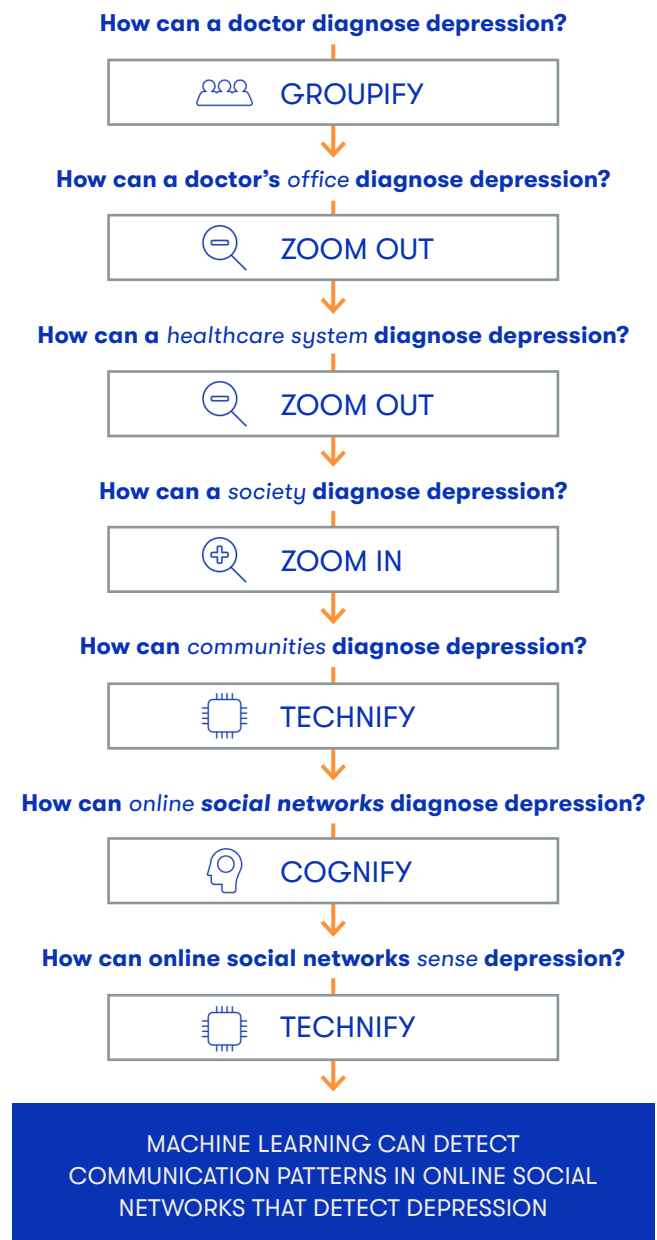 How can a doctor diagnose depression?
GROUPIFY
How can a doctor’s office diagnose depression?
ZOOM OUT
How can a healthcare system diagnose depression?
ZOOM OUT
How can a society diagnose depression?
ZOOM IN
How can communities diagnose depression?
TECHNIFY
How can online social networks diagnose depression?
COGNIFY
How can online social networks sense depression?
TECHNIFY
MACHINE LEARNING CAN DETECT
COMMUNICATION PATTERNS IN ONLINE SOCIAL
NETWORKS THAT DETECT DEPRESSION